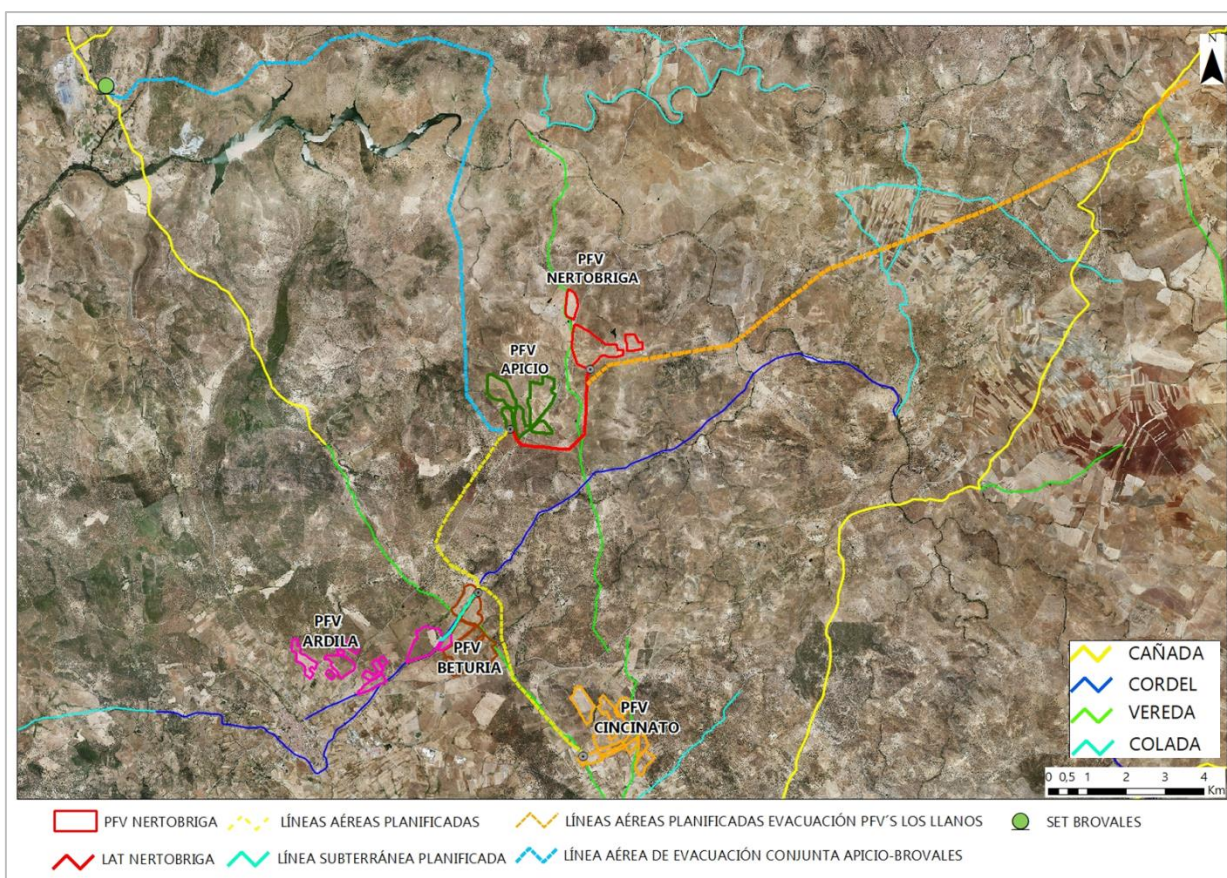 N
PFV
NERTOBRIGA
PFV
APICIO
PFV
ARDILA
PFV
BETURIA
PFV
CINCINATO
CAÑADA
CORDEL
VEREDA
COLADA
0 0,5 1 2 3 4
Km
PFV NERTOBRIGA
LÍNEAS AÉREAS PLANIFICADAS
LÍNEAS AÉREAS PLANIFICADAS EVACUACIÓN PFV´S LOS LLANOS
SET BROVALES
LAT NERTOBRIGA
LÍNEA SUBTERRÁNEA PLANIFICADA
LÍNEA AÉREA DE EVACUACIÓN CONJUNTA APICIO-BROVALES